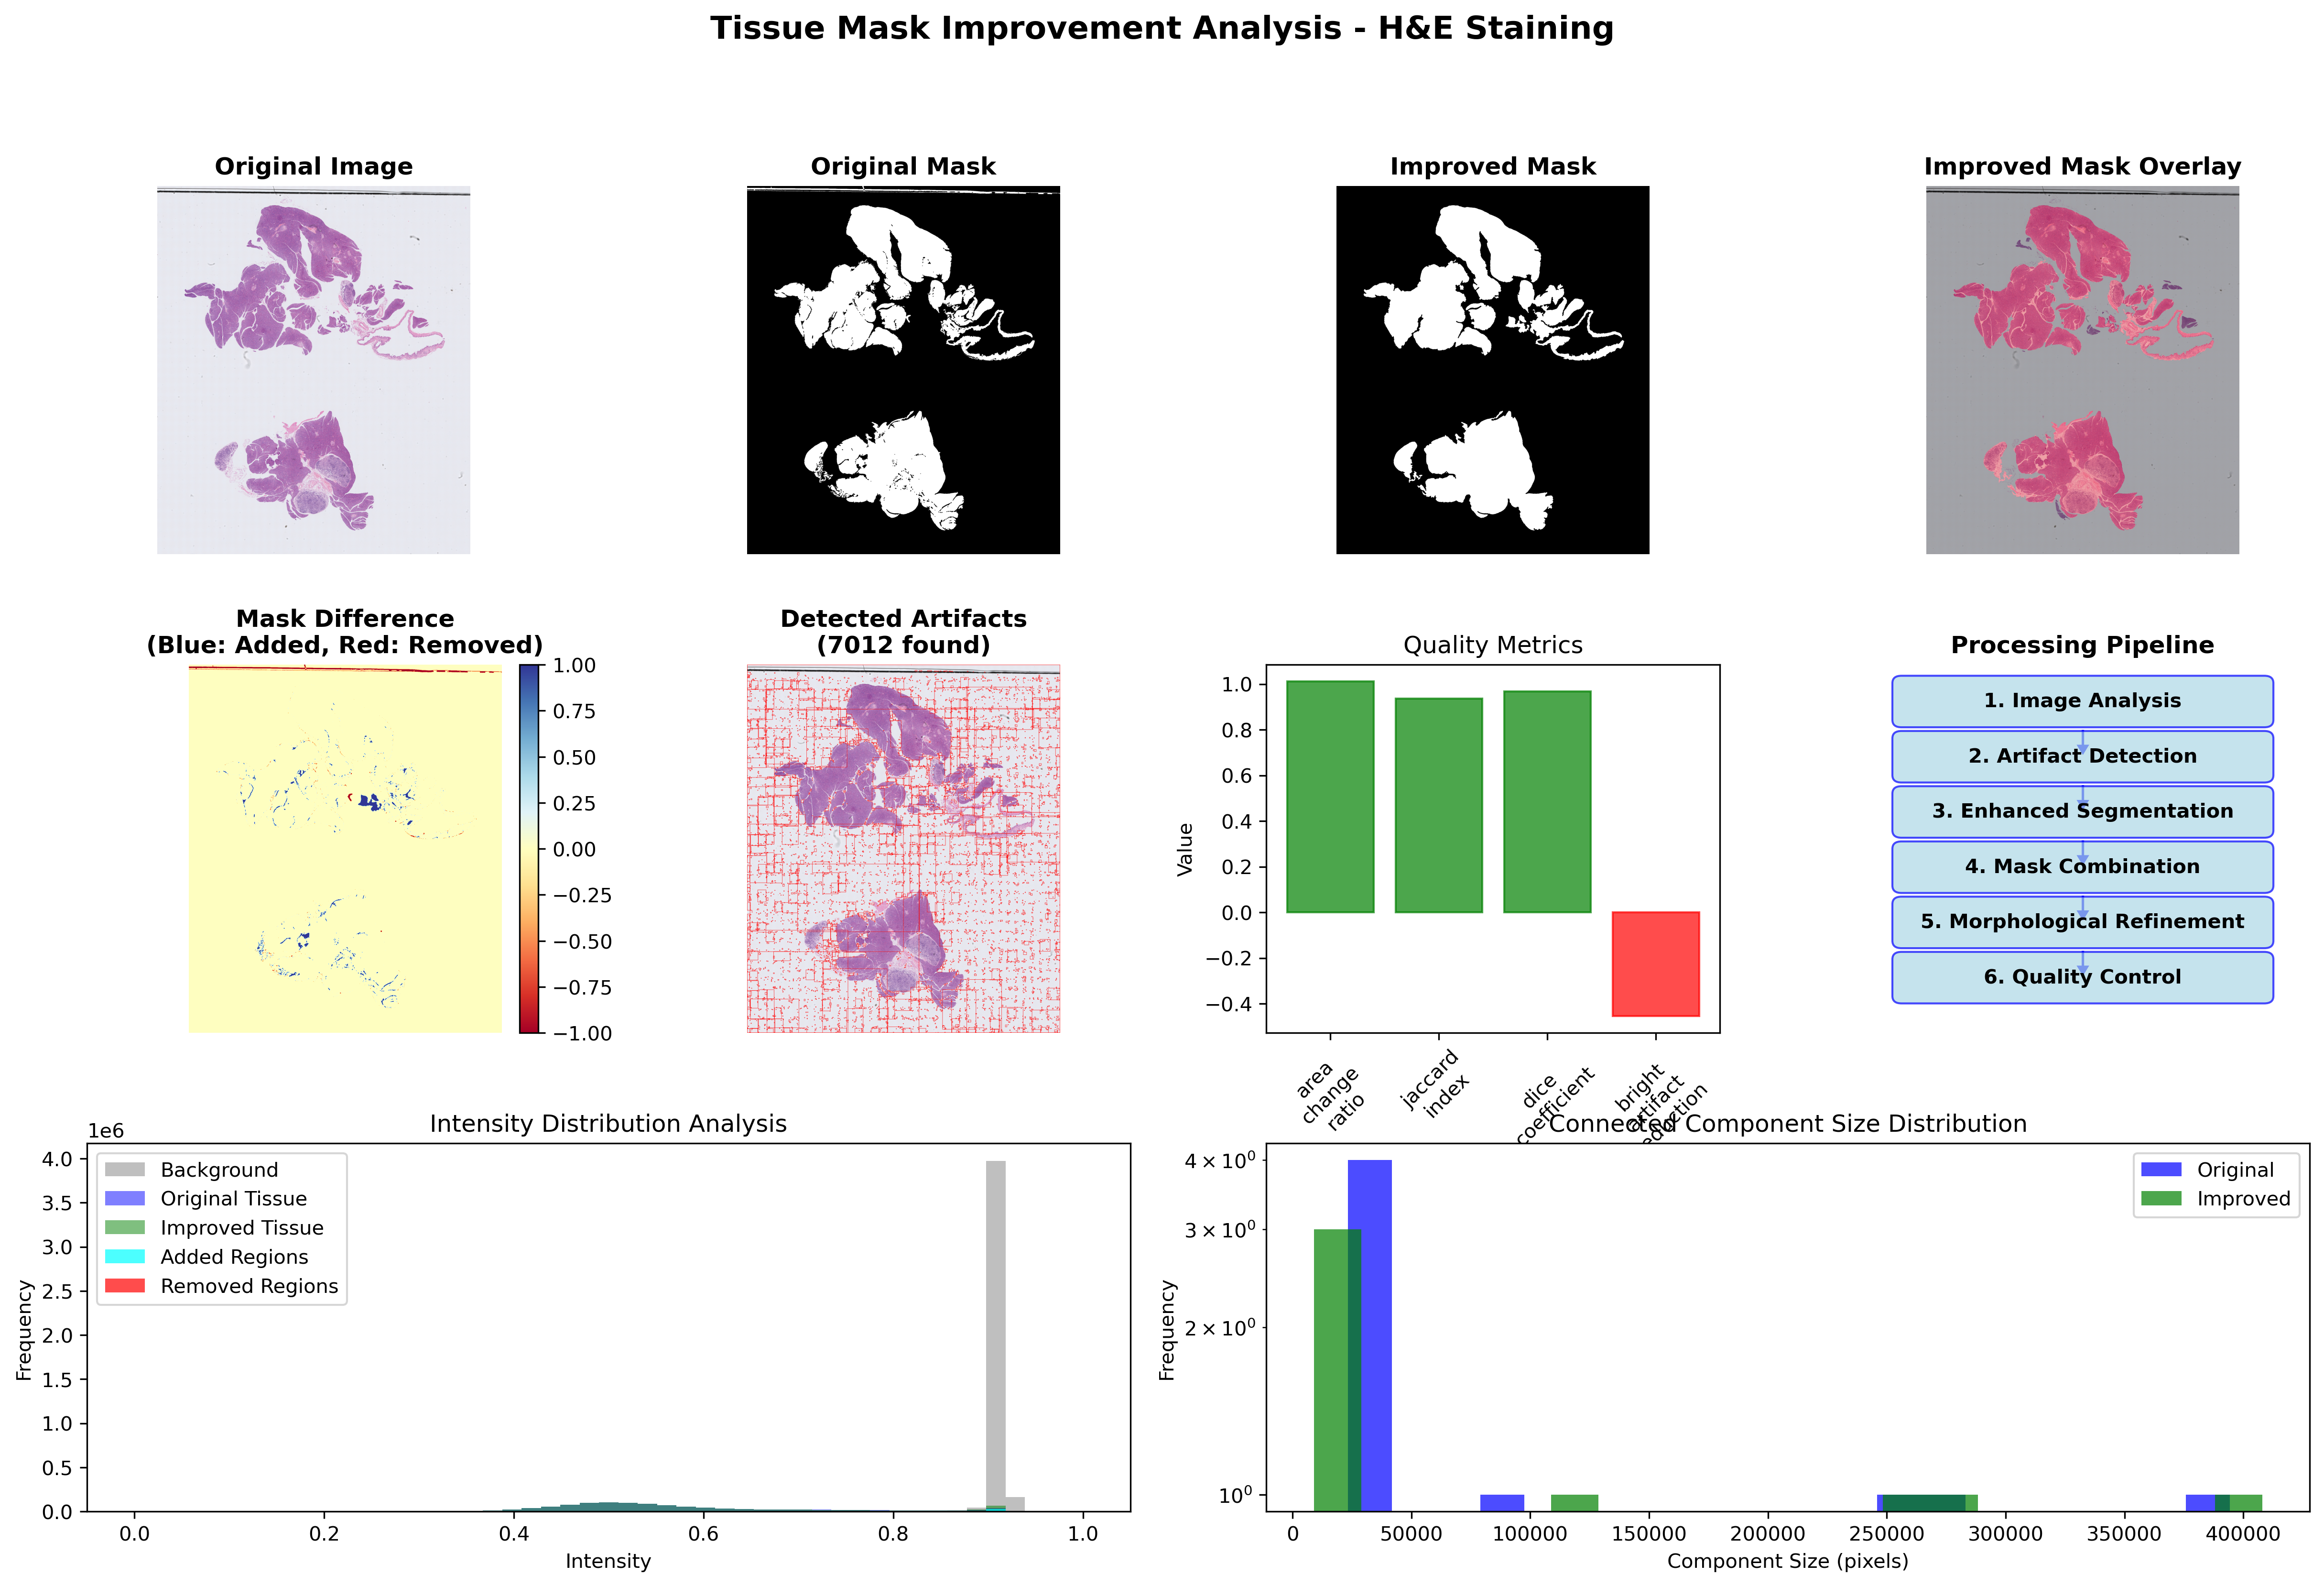 Tissue Mask Improvement Analysis - H&E Staining
Original Image
Original Mask
Improved Mask
Improved Mask Overlay
Mask Difference
(Blue: Added, Red: Removed)
1.00
0.75
0.50
0.25
0.00
−0.25
−0.50
−0.75
−1.00
Detected Artifacts
(7012 found)
Quality Metrics
Value
1.0
0.8
0.6
0.4
0.2
0.0
−0.2
−0.4
area
change
ratio
jaccard
index
dice
coefficient
bright
artifact
Processing Pipeline
1. Image Analysis
2. Artifact Detection
3. Enhanced Segmentation
4. Mask Combination
5. Morphological Refinement
6. Quality Control
Intensity Distribution Analysis
1e6
Frequency
4.0
3.5
3.0
2.5
2.0
1.5
1.0
0.5
0.0
Background
Original Tissue
Improved Tissue
Added Regions
Removed Regions
0.0
0.2
0.4
0.6
0.8
1.0
Intensity
Connected Component Size Distribution
Frequency
4 × 10⁰
3 × 10⁰
2 × 10⁰
10⁰
Original
Improved
0
50000
100000
150000
200000
250000
300000
350000
400000
Component Size (pixels)